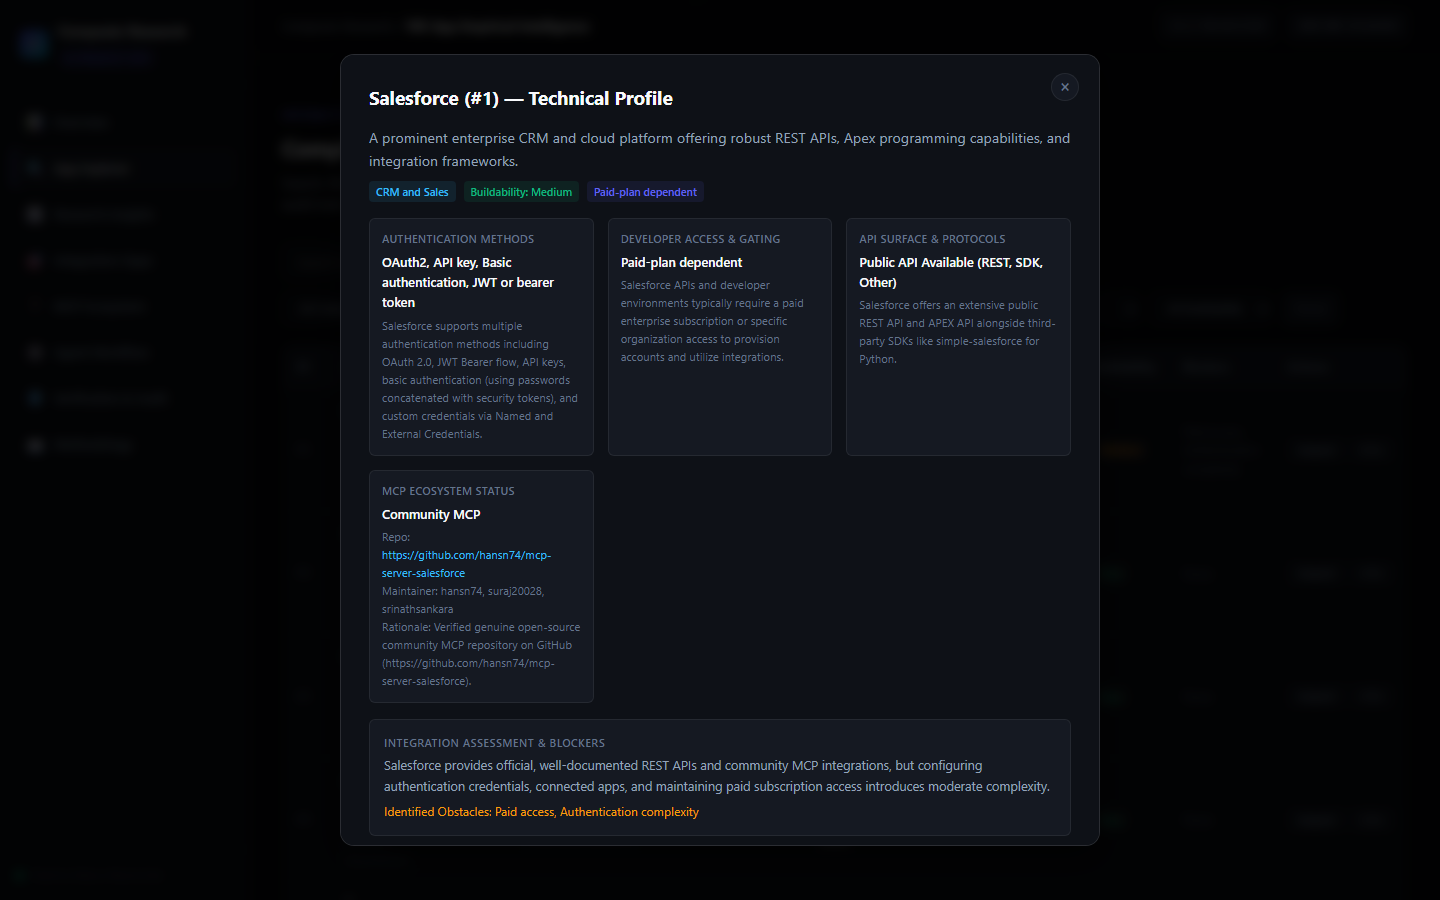 Salesforce (#1) — Technical Profile
×
A prominent enterprise CRM and cloud platform offering robust REST APIs, Apex programming capabilities, and
integration frameworks.
CRM and Sales
Buildability: Medium
Paid-plan dependent
AUTHENTICATION METHODS
OAuth2, API key, Basic
authentication, JWT or bearer
token
Salesforce supports multiple
authentication methods including
OAuth 2.0, JWT Bearer flow, API keys,
basic authentication (using passwords
concatenated with security tokens), and
custom credentials via Named and
External Credentials.
DEVELOPER ACCESS & GATING
Paid-plan dependent
Salesforce APIs and developer
environments typically require a paid
enterprise subscription or specific
organization access to provision
accounts and utilize integrations.
API SURFACE & PROTOCOLS
Public API Available (REST, SDK,
Other)
Salesforce offers an extensive public
REST API and APEX API alongside third-
party SDKs like simple-salesforce for
Python.
MCP ECOSYSTEM STATUS
Community MCP
Repo:
https://github.com/hansn74/mcp-
server-salesforce
Maintainer: hansn74, suraj20028,
srinathsankara
Rationale: Verified genuine open-source
community MCP repository on GitHub
(https://github.com/hansn74/mcp-
server-salesforce).
INTEGRATION ASSESSMENT & BLOCKERS
Salesforce provides official, well-documented REST APIs and community MCP integrations, but configuring
authentication credentials, connected apps, and maintaining paid subscription access introduces moderate complexity.
Identified Obstacles: Paid access, Authentication complexity